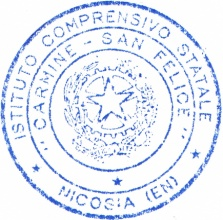 ISTITUTO COMPRENSIVO STATALE
"CARMINE - SAN FELICE"
NICOSIA (EN)